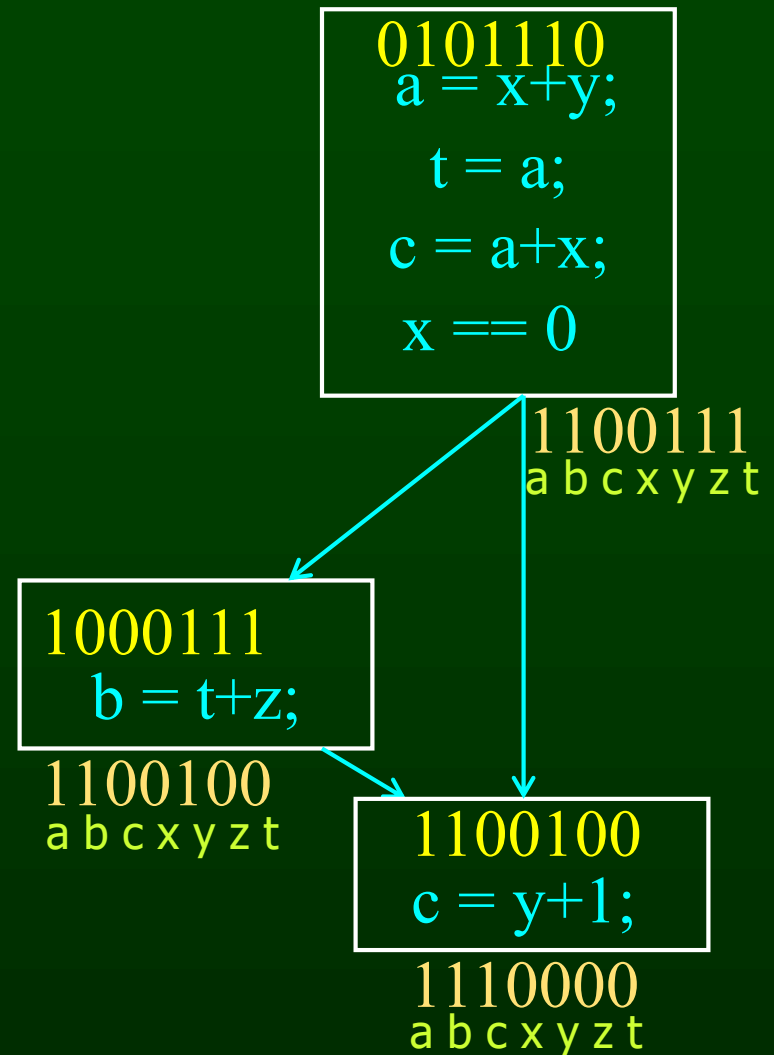 0101110
a = x+y;
t = a;
c = a+x;
x == 0
1100111
a b c x y z t
1000111
b = t+z;
1100100
a b c x y z t
1100100
c = y+1;
1110000
a b c x y z t